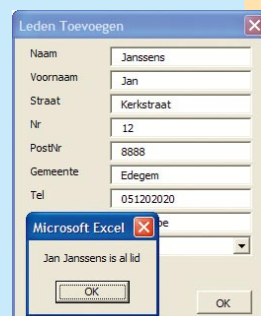 Leden Toevoegen
Naam Janssens
Voornaam Jan
Straat Kerkstraat
Nr 12
PostNr 8888
Gemeente Edegem
Tel 051202020
Microsoft Excel
Jan Janssens is al lid
OK
OK